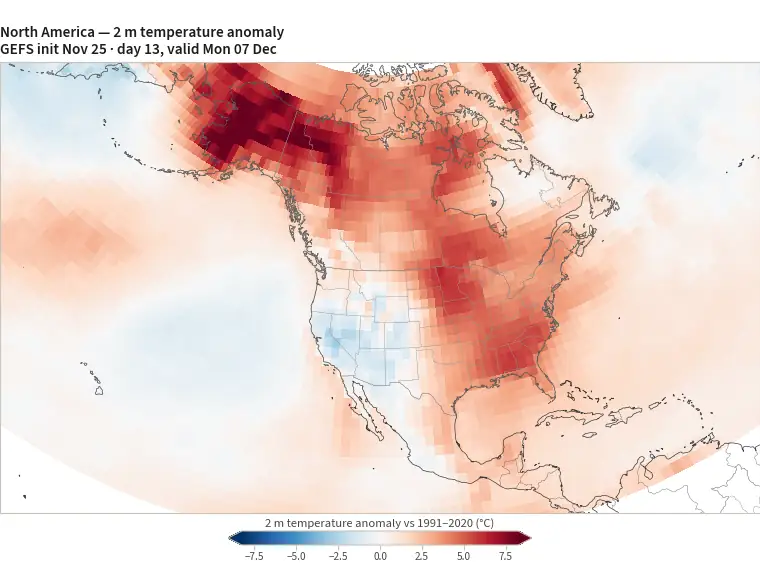 North America — 2 m temperature anomaly
GEFS init Nov 25 · day 13, valid Mon 07 Dec
2 m temperature anomaly vs 1991–2020 (°C)
−7.5 −5.0 −2.5 0.0 2.5 5.0 7.5